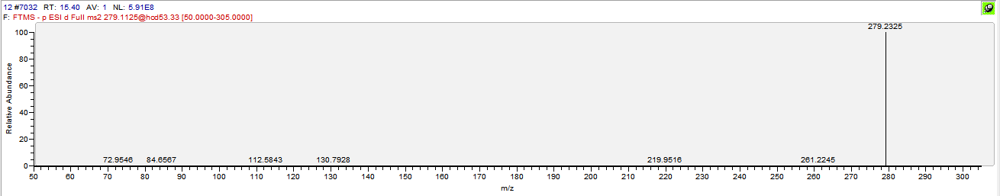 12 #7032 RT: 15.40 AV: 1 NL: 5.91E8
F: FTMS - p ESI d Full ms2 279.1125@hcd53.33 [50.0000-305.0000]
279.2325
100
80
60
40
20
0
Relative Abundance
72.9546 84.6567 112.5843 130.7928 219.9516 261.2245
50 60 70 80 90 100 110 120 130 140 150 160 170 180 190 200 210 220 230 240 250 260 270 280 290 300
m/z